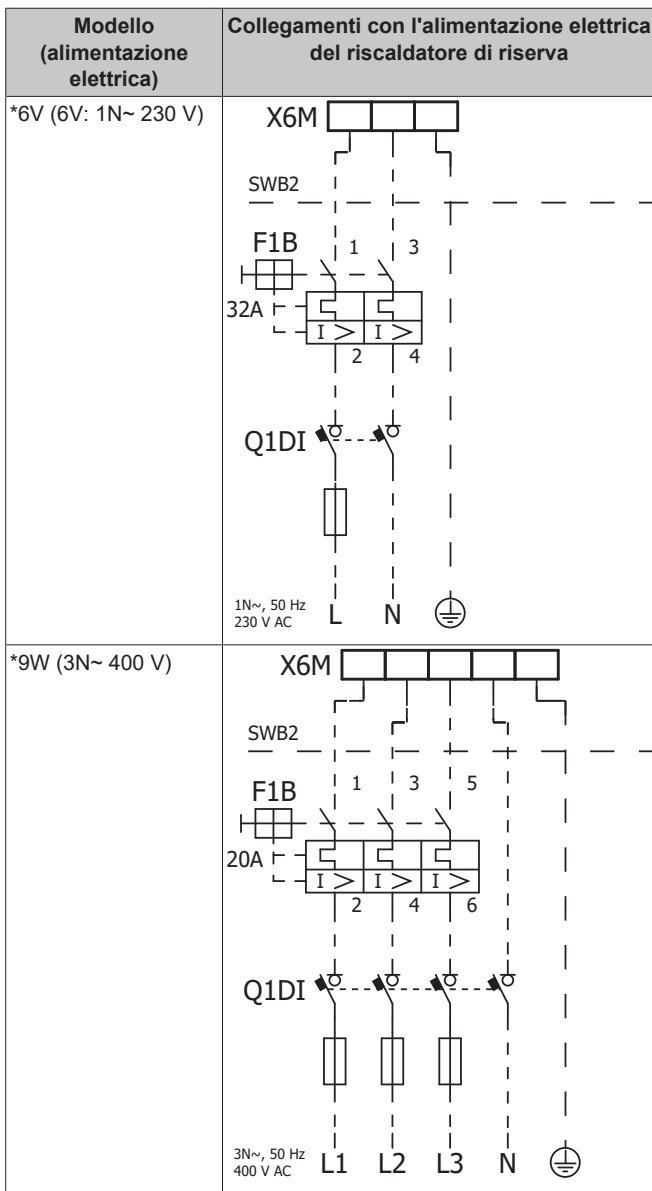 Modello
(alimentazione
elettrica)
Collegamenti con l'alimentazione elettrica
del riscaldatore di riserva
*6V (6V: 1N~ 230 V)
X6M
SWB2
F1B
1 3
32A
I > I >
2 4
Q1DI
1N~, 50 Hz
230 V AC
L N
*9W (3N~ 400 V)
X6M
SWB2
1 3 5
F1B
20A
I > I > I >
2 4 6
Q1DI
3N~, 50 Hz
400 V AC
L1 L2 L3 N